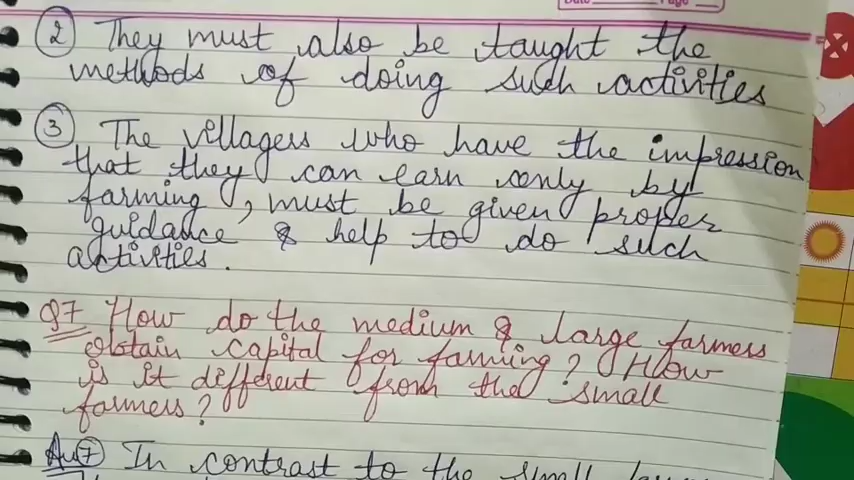 Date Page
② They must also be taught the
methods of doing such activities
③ The villagers who have the impression
that they can earn only by
farming, must be given proper
guidance & help to do such
activities.
Q7 How do the medium & large farmers
obtain capital for farming? How
is it different from the small
farmers?
Ans⑦ In contrast to the small